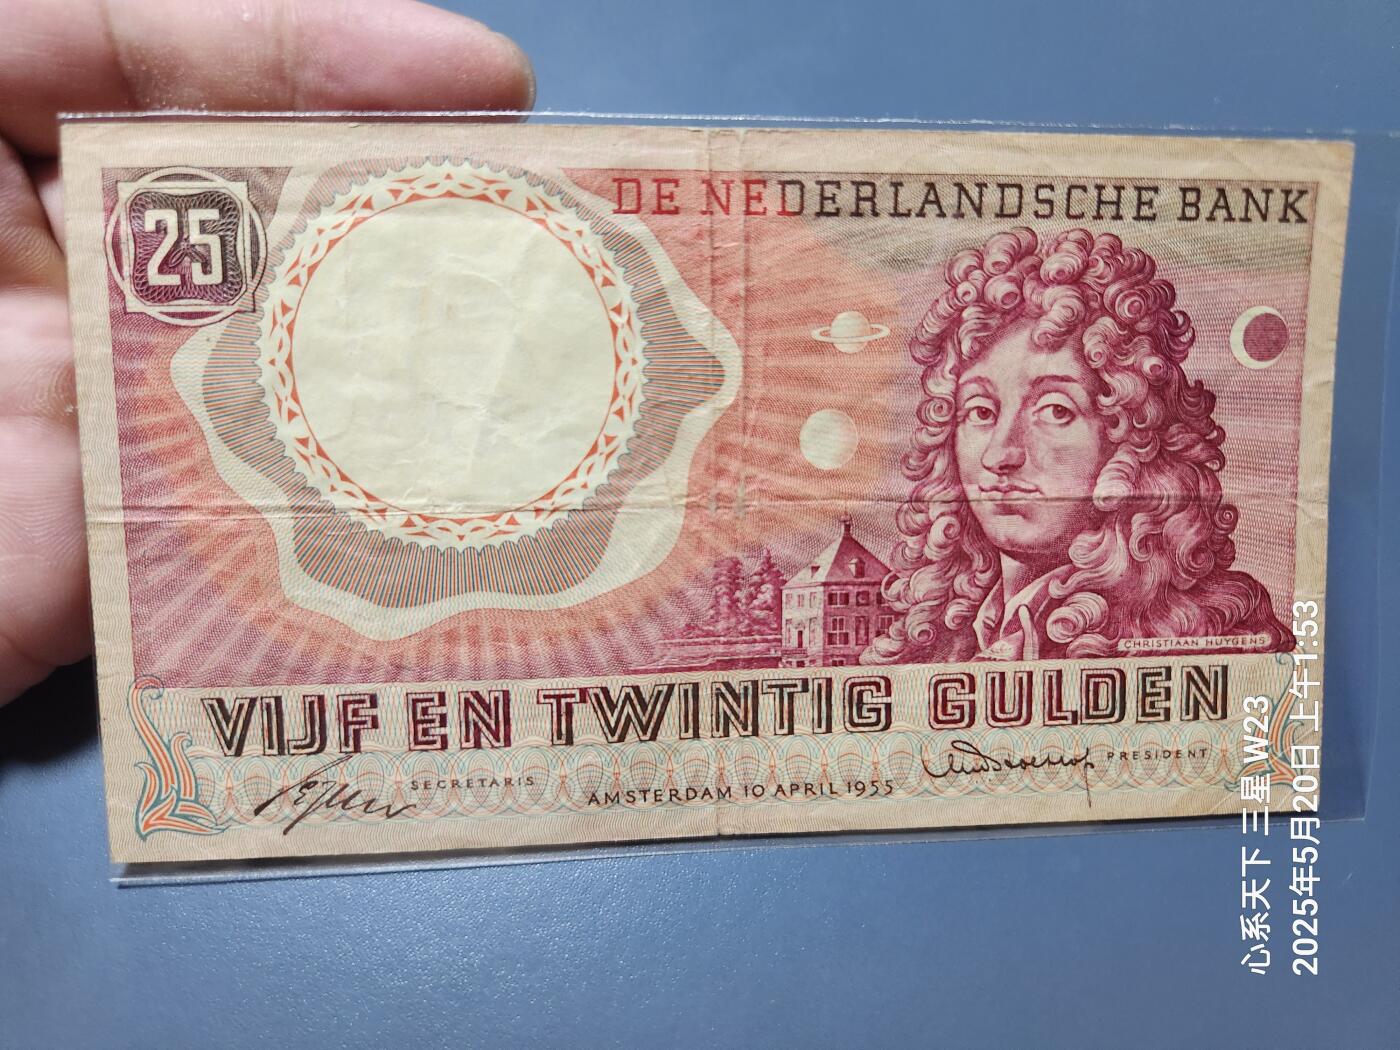 25
DE NEDERLANDSCHE BANK
CHRISTIAAN HUYGENS
VIJF EN TWINTIG GULDEN
SECRETARIS
AMSTERDAM 10 APRIL 1955
PRESIDENT
心系天下 三星 W23
2025年5月20日 上午1:53